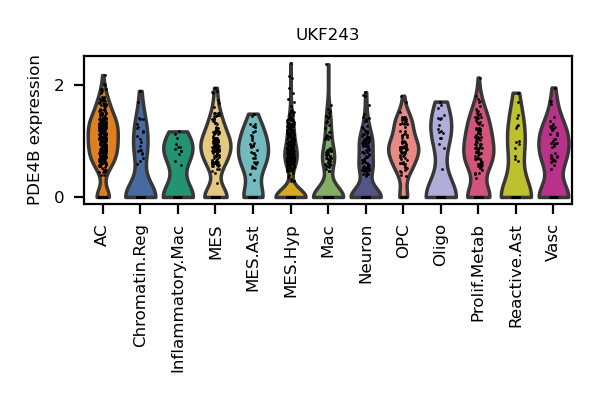 UKF243
PDE4B expression
2
0
AC
Chromatin.Reg
Inflammatory.Mac
MES
MES.Ast
MES.Hyp
Mac
Neuron
OPC
Oligo
Prolif.Metab
Reactive.Ast
Vasc